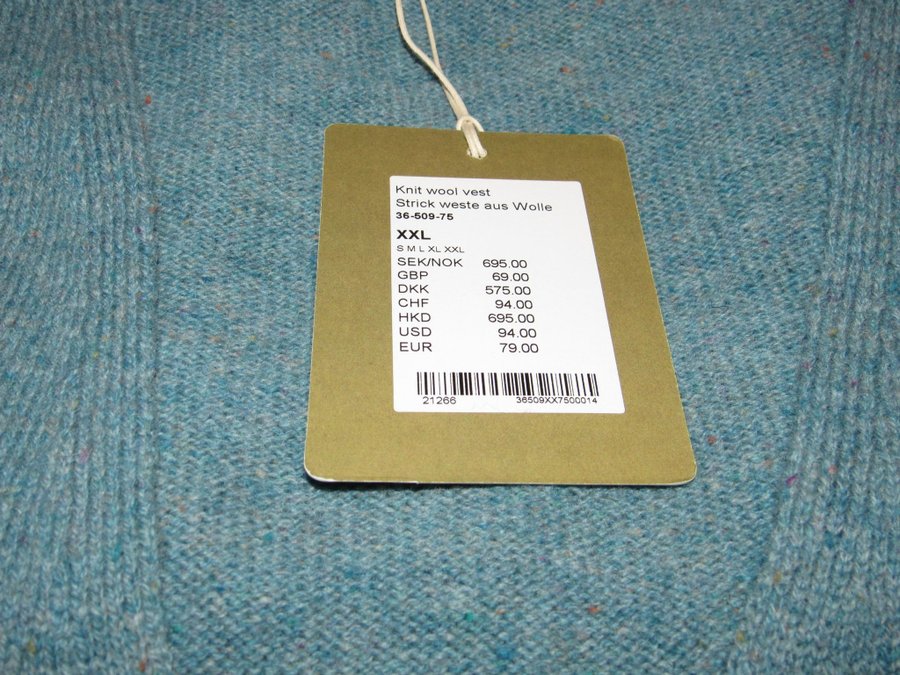 Knit wool vest
Strick weste aus Wolle
36-509-75
XXL
S M L XL XXL
SEK/NOK 695.00
GBP 69.00
DKK 575.00
CHF 94.00
HKD 695.00
USD 94.00
EUR 79.00
21266 36509XX7500014